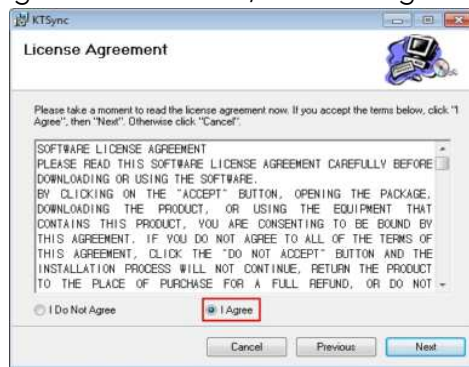 KTSync
License Agreement
Please take a moment to read the license agreement now. If you accept the terms below, click "I
Agree", then "Next". Otherwise click "Cancel".
SOFTWARE LICENSE AGREEMENT
PLEASE READ THIS SOFTWARE LICENSE AGREEMENT CAREFULLY BEFORE
DOWNLOADING OR USING THE SOFTWARE.
BY CLICKING ON THE "ACCEPT" BUTTON, OPENING THE PACKAGE,
DOWNLOADING THE PRODUCT, OR USING THE EQUIPMENT THAT
CONTAINS THIS PRODUCT, YOU ARE CONSENTING TO BE BOUND BY
THIS AGREEMENT. IF YOU DO NOT AGREE TO ALL OF THE TERMS OF
THIS AGREEMENT, CLICK THE "DO NOT ACCEPT" BUTTON AND THE
INSTALLATION PROCESS WILL NOT CONTINUE, RETURN THE PRODUCT
TO THE PLACE OF PURCHASE FOR A FULL REFUND, OR DO NOT
I Do Not Agree
I Agree
Cancel
Previous
Next